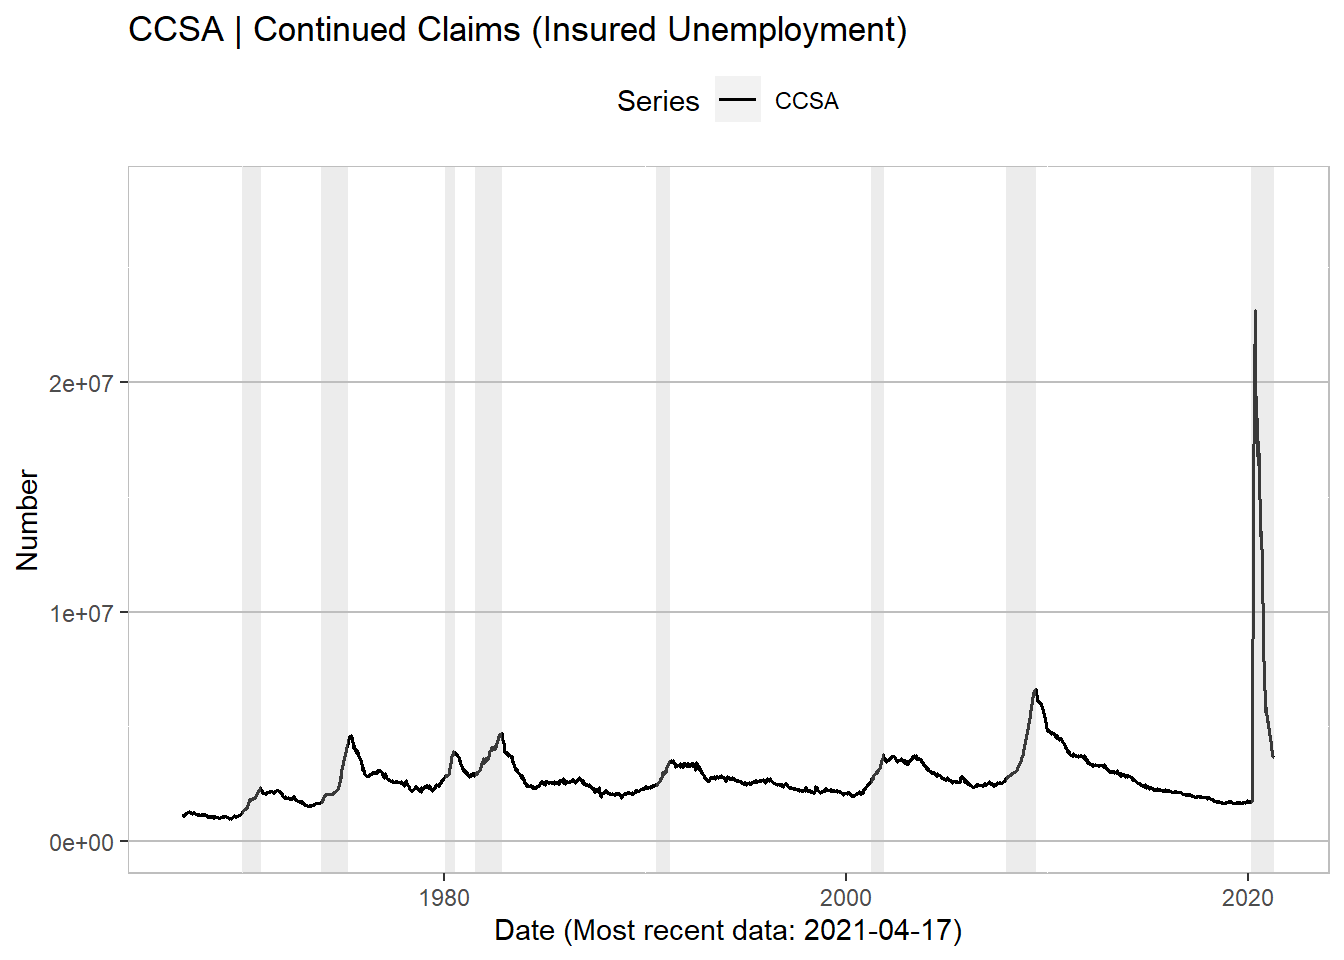 CCSA | Continued Claims (Insured Unemployment)
Series CCSA
Number
2e+07
1e+07
0e+00
1980 2000 2020
Date (Most recent data: 2021-04-17)